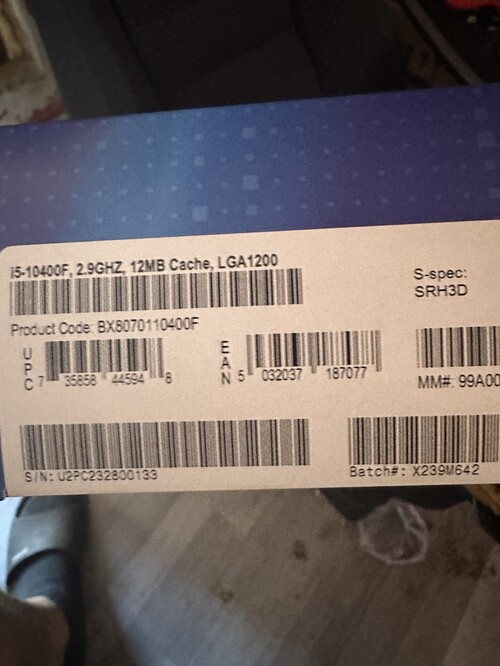 i5-10400F, 2.9GHZ, 12MB Cache, LGA1200
S-spec:
SRH3D
Product Code: BX8070110400F
UPC 7 35858 44594 8
EAN 5 032037 187077
MM#: 99A00
S/N: U2PC232800133
Batch#: X239M642